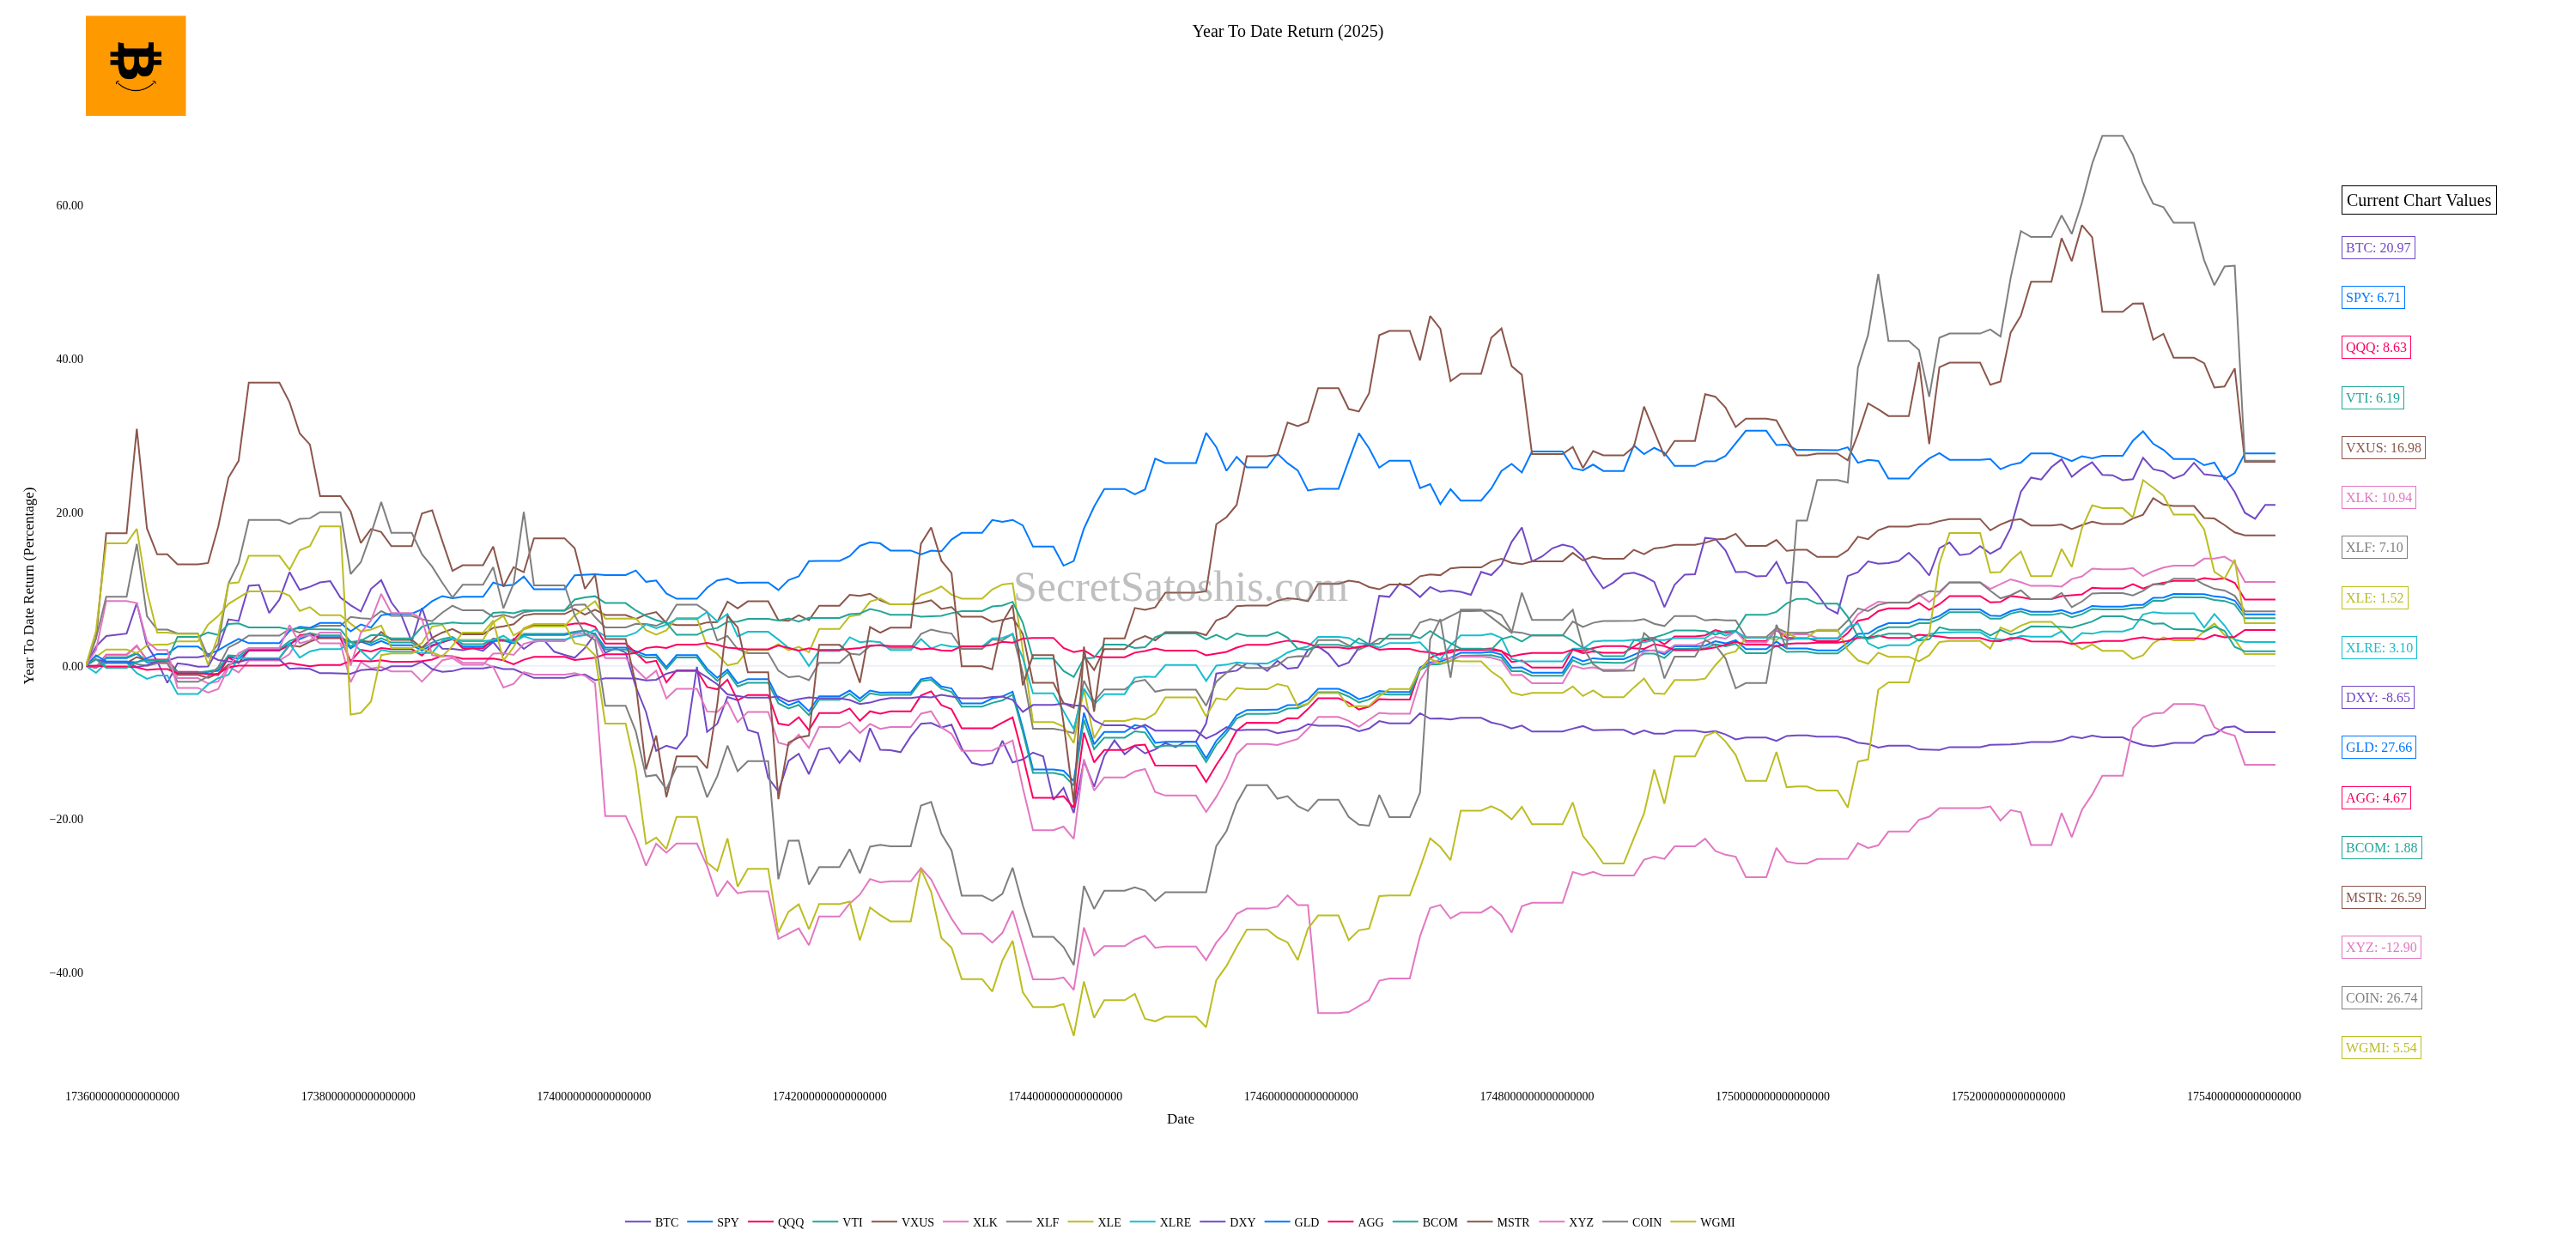 Year To Date Return (2025)
Current Chart Values
60.00
40.00
20.00
0.00
−20.00
−40.00
Year To Date Return (Percentage)
SecretSatoshis.com
BTC: 20.97
SPY: 6.71
QQQ: 8.63
VTI: 6.19
VXUS: 16.98
XLK: 10.94
XLF: 7.10
XLE: 1.52
XLRE: 3.10
DXY: -8.65
GLD: 27.66
AGG: 4.67
BCOM: 1.88
MSTR: 26.59
XYZ: -12.90
COIN: 26.74
WGMI: 5.54
1736000000000000000 1738000000000000000 1740000000000000000 1742000000000000000 1744000000000000000 1746000000000000000 1748000000000000000 1750000000000000000 1752000000000000000 1754000000000000000
Date
BTC SPY QQQ VTI VXUS XLK XLF XLE XLRE DXY GLD AGG BCOM MSTR XYZ COIN WGMI